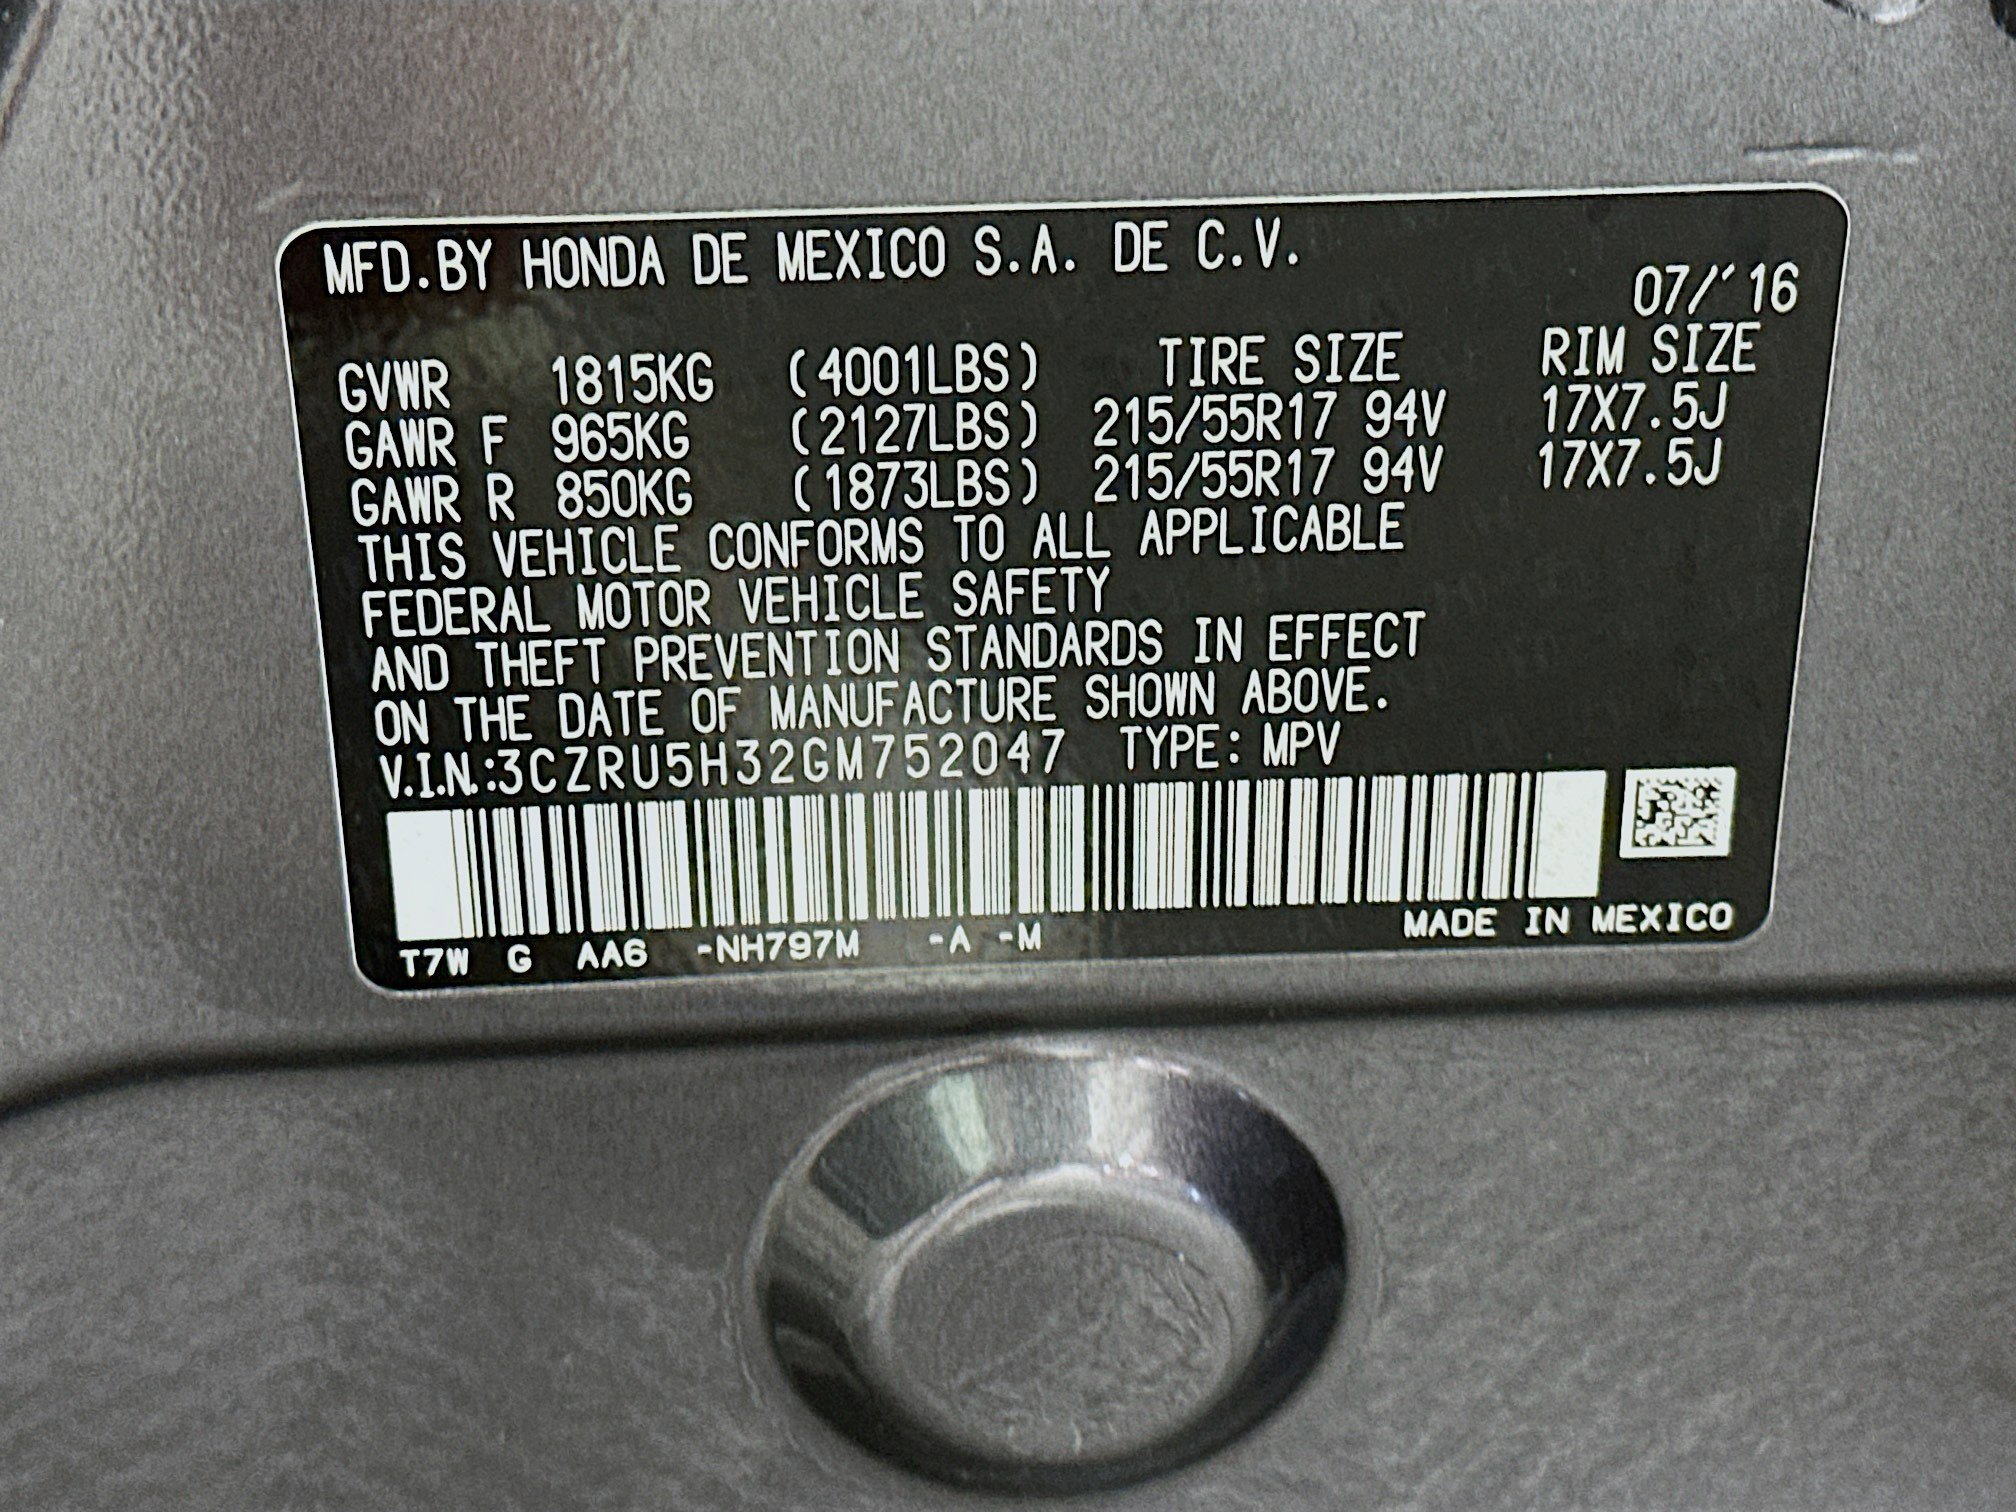 MFD.BY HONDA DE MEXICO S.A. DE C.V.
07/'16
GVWR 1815KG (4001LBS) TIRE SIZE RIM SIZE
GAWR F 965KG (2127LBS) 215/55R17 94V 17X7.5J
GAWR R 850KG (1873LBS) 215/55R17 94V 17X7.5J
THIS VEHICLE CONFORMS TO ALL APPLICABLE
FEDERAL MOTOR VEHICLE SAFETY
AND THEFT PREVENTION STANDARDS IN EFFECT
ON THE DATE OF MANUFACTURE SHOWN ABOVE.
V.I.N.:3CZRU5H32GM752047 TYPE: MPV
T7W G AA6 -NH797M -A -M MADE IN MEXICO